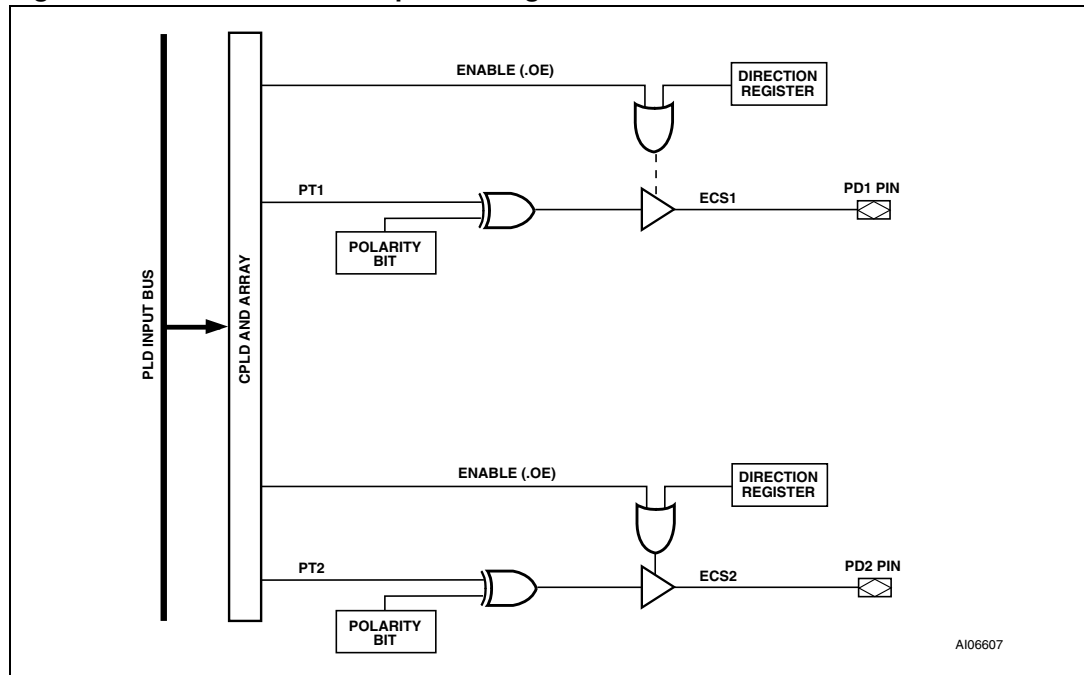 ENABLE (.OE)
DIRECTION
REGISTER
PT1
ECS1
PD1 PIN
POLARITY
BIT
PLD INPUT BUS
CPLD AND ARRAY
ENABLE (.OE)
DIRECTION
REGISTER
PT2
ECS2
PD2 PIN
POLARITY
BIT
AI06607